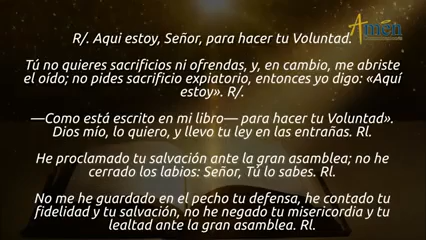 Amén
R/. Aqui estoy, Señor, para hacer tu Voluntad.
Tú no quieres sacrificios ni ofrendas, y, en cambio, me abriste
el oído; no pides sacrificio expiatorio, entonces yo digo: «Aquí
estoy». R/.
—Como está escrito en mi libro— para hacer tu Voluntad».
Dios mío, lo quiero, y llevo tu ley en las entrañas. Rl.
He proclamado tu salvación ante la gran asamblea; no he
cerrado los labios: Señor, Tú lo sabes. Rl.
No me he guardado en el pecho tu defensa, he contado tu
fidelidad y tu salvación, no he negado tu misericordia y tu
lealtad ante la gran asamblea. Rl.